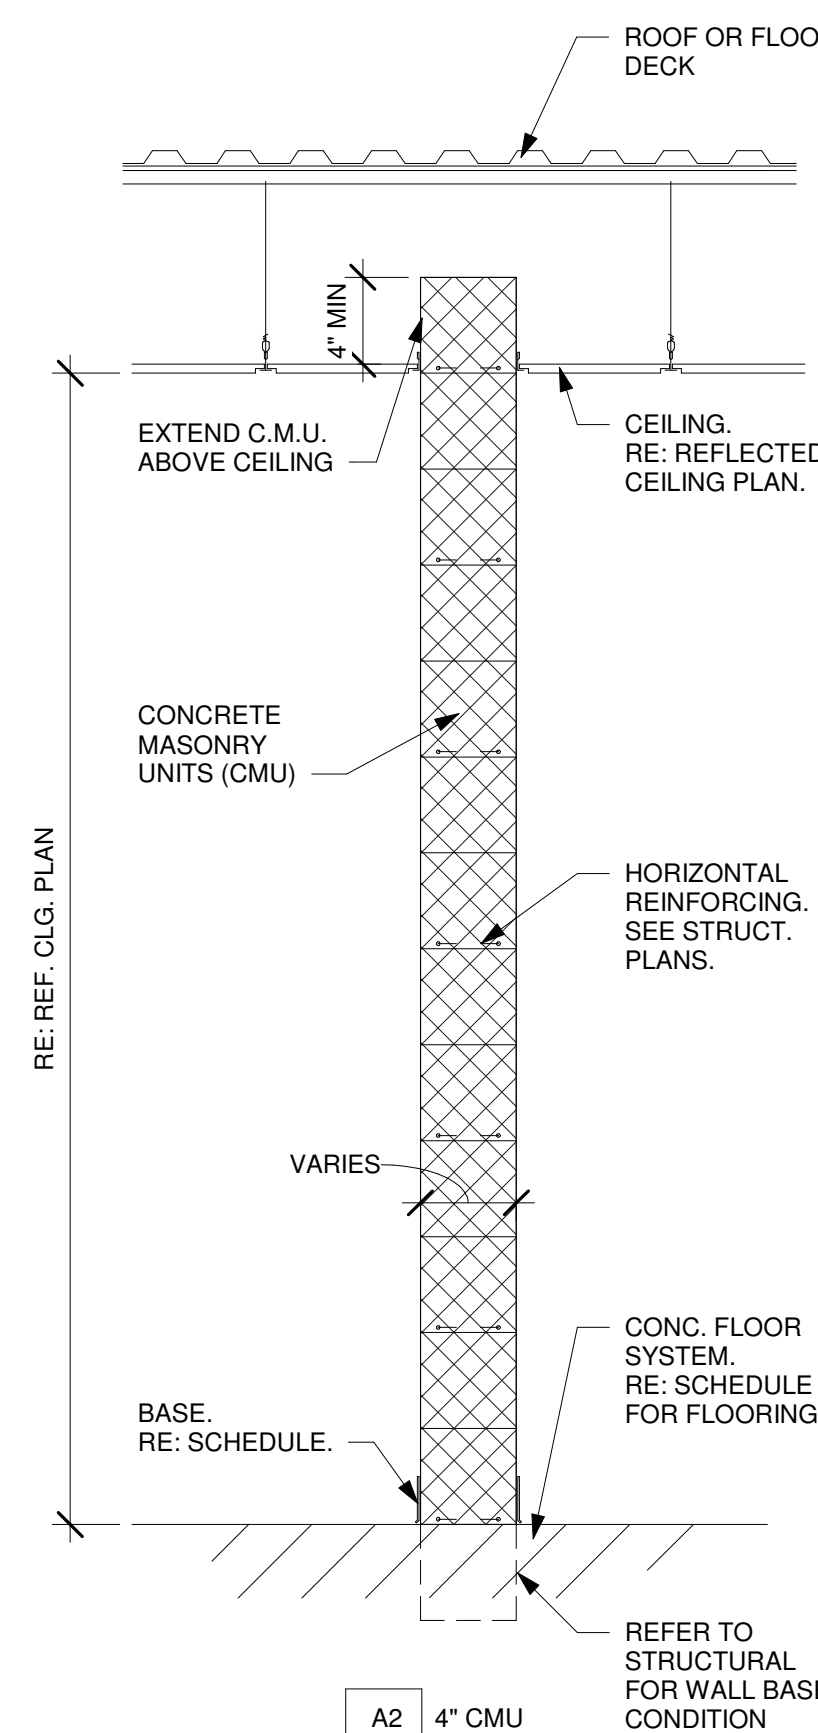 ROOF OR FLOO
DECK
4" MIN
EXTEND C.M.U.
ABOVE CEILING
CEILING.
RE: REFLECTED
CEILING PLAN.
CONCRETE
MASONRY
UNITS (CMU)
RE: REF. CLG. PLAN
HORIZONTAL
REINFORCING.
SEE STRUCT.
PLANS.
VARIES
CONC. FLOOR
SYSTEM.
RE: SCHEDULE
FOR FLOORING
BASE.
RE: SCHEDULE.
REFER TO
STRUCTURAL
FOR WALL BASE
CONDITION
A2 4" CMU